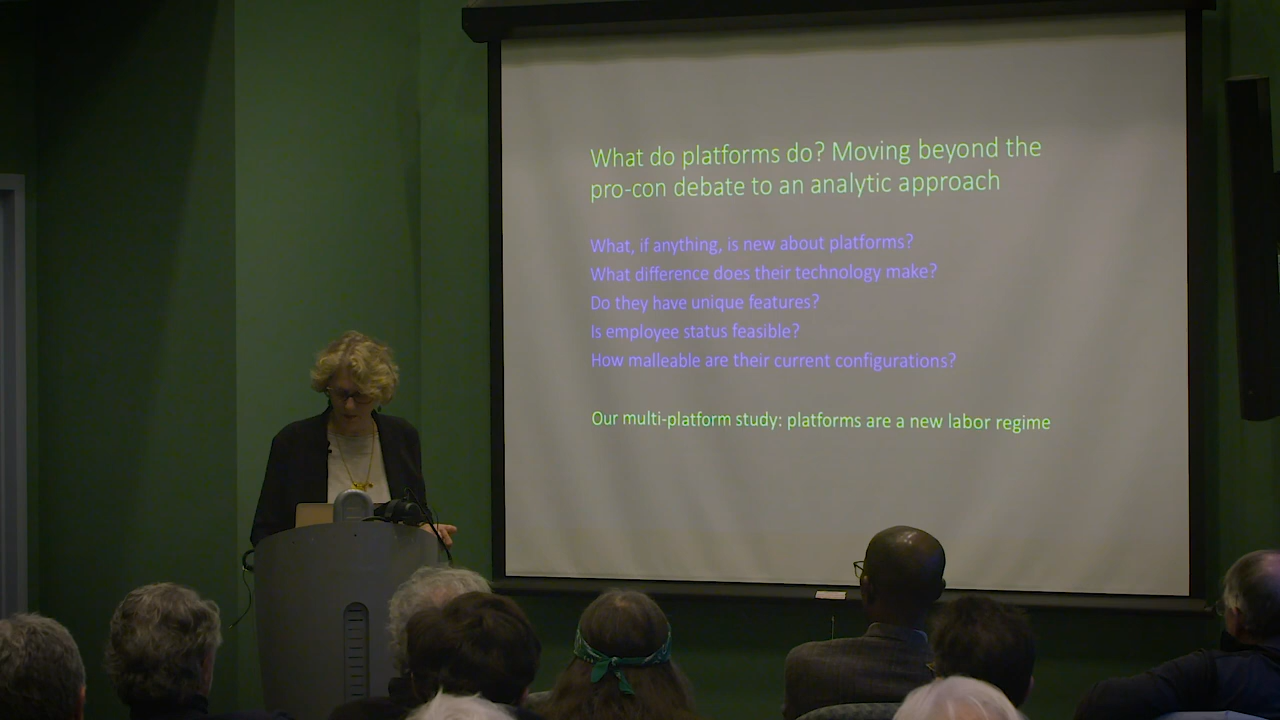 What do platforms do? Moving beyond the
pro-con debate to an analytic approach
What, if anything, is new about platforms?
What difference does their technology make?
Do they have unique features?
Is employee status feasible?
How malleable are their current configurations?
Our multi-platform study: platforms are a new labor regime